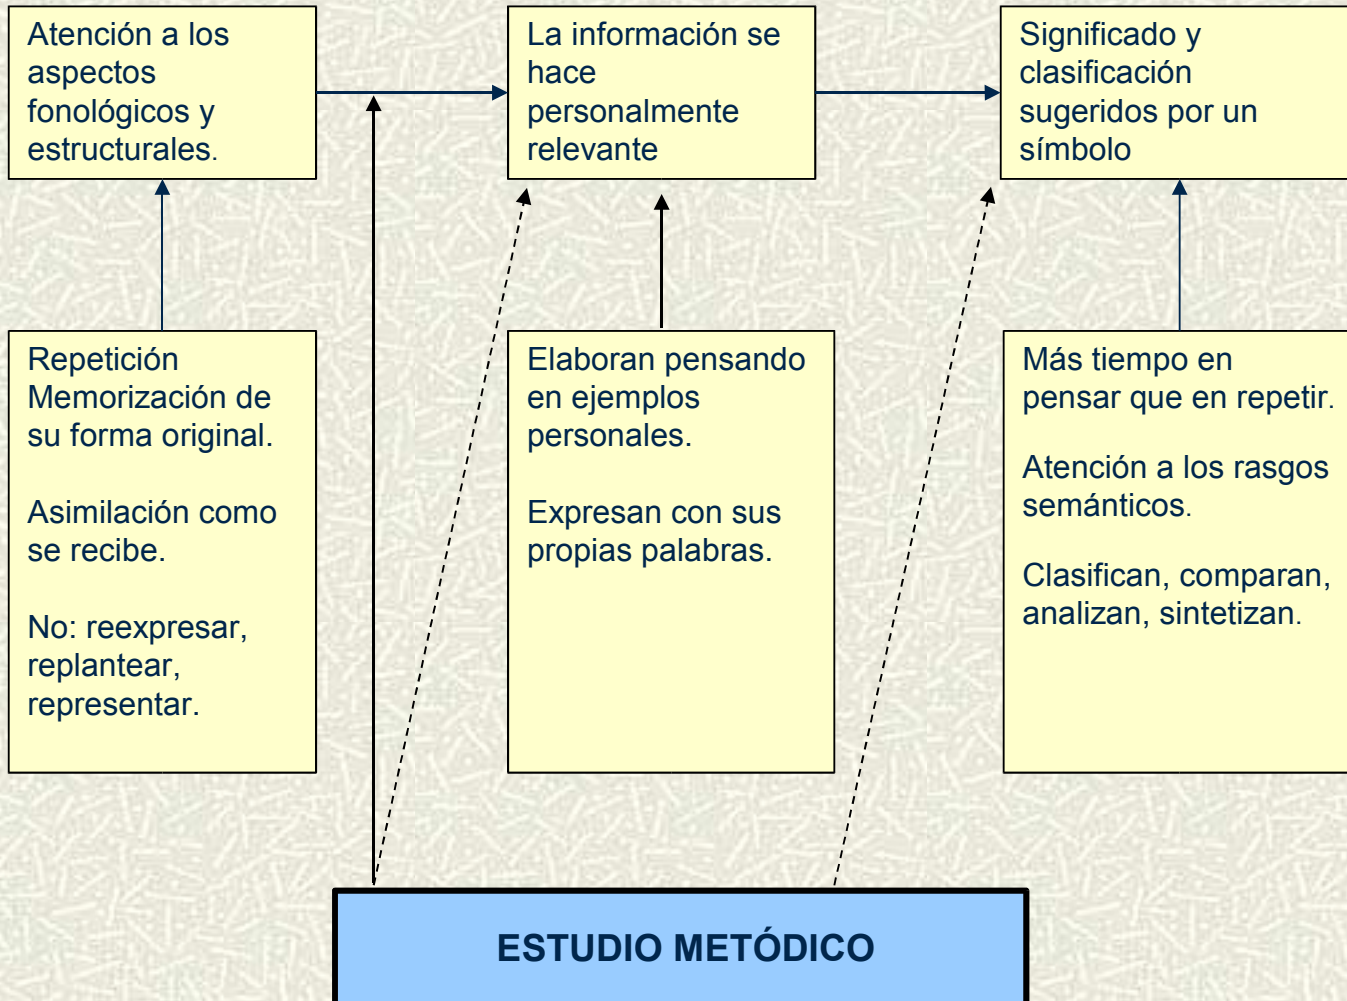 Atención a los
aspectos
fonológicos y
estructurales.
La información se
hace
personalmente
relevante
Significado y
clasificación
sugeridos por un
símbolo
Repetición
Memorización de
su forma original.
Asimilación como
se recibe.
No: reexpresar,
replantear,
representar.
Elaboran pensando
en ejemplos
personales.
Expresan con sus
propias palabras.
Más tiempo en
pensar que en repetir.
Atención a los rasgos
semánticos.
Clasifican, comparan,
analizan, sintetizan.
ESTUDIO METÓDICO